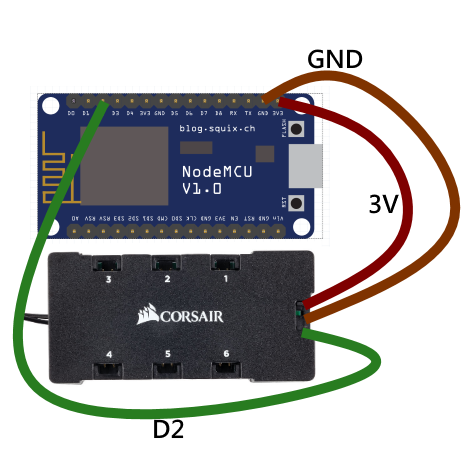 GND
D0 D1 D3 D4 3V3 GND D5 D6 D7 D8 RX TX GND 3V3
blog.squix.ch
FLASH
NodeMCU
V1.0
3V
RST
A0 RSV RSV SD3 SD2 SD1 CMD SD0 CLK GND 3V3 EN RST GND Vin
3 2 1
CORSAIR
4 5 6
D2